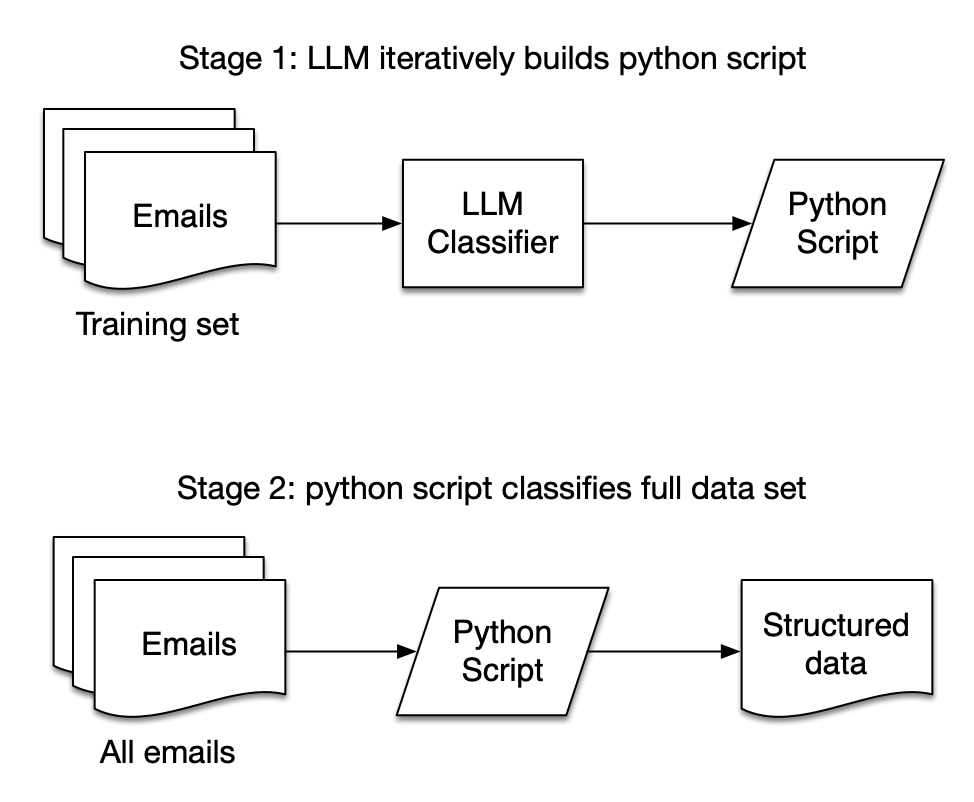 Stage 1: LLM iteratively builds python script
Emails
LLM
Classifier
Python
Script
Training set
Stage 2: python script classifies full data set
Emails
Python
Script
Structured
data
All emails